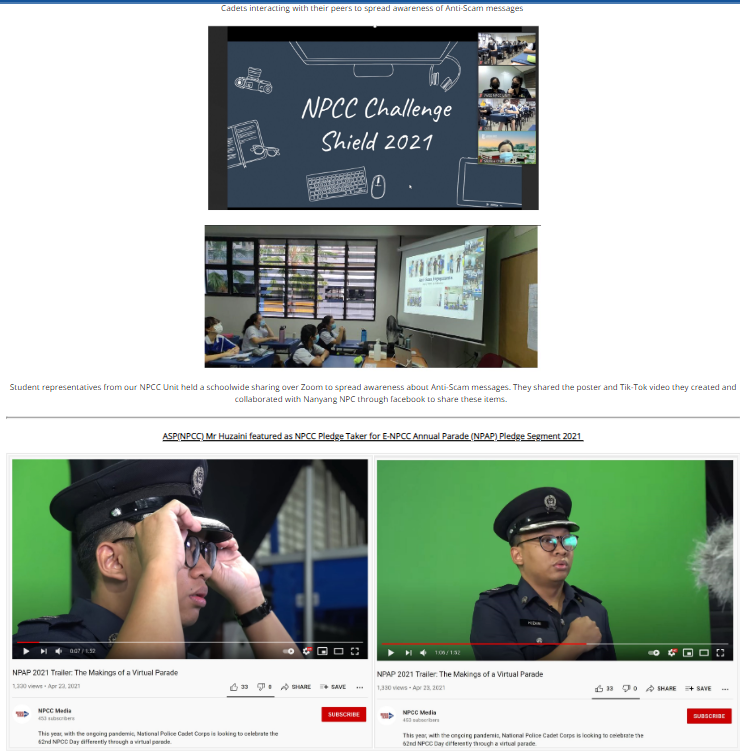 Cadets interacting with their peers to spread awareness of Anti-Scam messages
NPCC Challenge
Shield 2021
Student representatives from our NPCC Unit held a schoolwide sharing over Zoom to spread awareness about Anti-Scam messages. They shared the poster and Tik-Tok video they created and
collaborated with Nanyang NPC through facebook to share these items.
ASP(NPCC) Mr Huzaini featured as NPCC Pledge Taker for E-NPCC Annual Parade (NPAP) Pledge Segment 2021
0:07 / 1:52
NPAP 2021 Trailer: The Makings of a Virtual Parade
1,330 views • Apr 23, 2021
33 0 SHARE SAVE
NPCC Media
453 subscribers
SUBSCRIBE
This year, with the ongoing pandemic, National Police Cadet Corps is looking to celebrate the
62nd NPCC Day differently through a virtual parade.
1:06 / 1:52
NPAP 2021 Trailer: The Makings of a Virtual Parade
1,330 views • Apr 23, 2021
33 0 SHARE SAVE
NPCC Media
453 subscribers
SUBSCRIBE
This year, with the ongoing pandemic, National Police Cadet Corps is looking to celebrate the
62nd NPCC Day differently through a virtual parade.